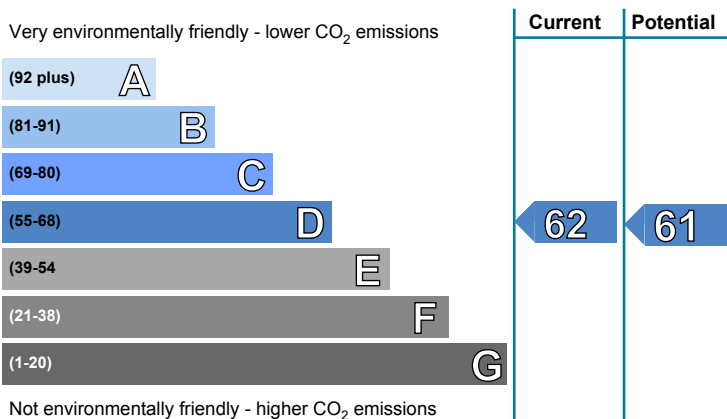 Current Potential
Very environmentally friendly - lower CO2 emissions
(92 plus) A
(81-91) B
(69-80) C
(55-68) D 62 61
(39-54 E
(21-38) F
(1-20) G
Not environmentally friendly - higher CO2 emissions